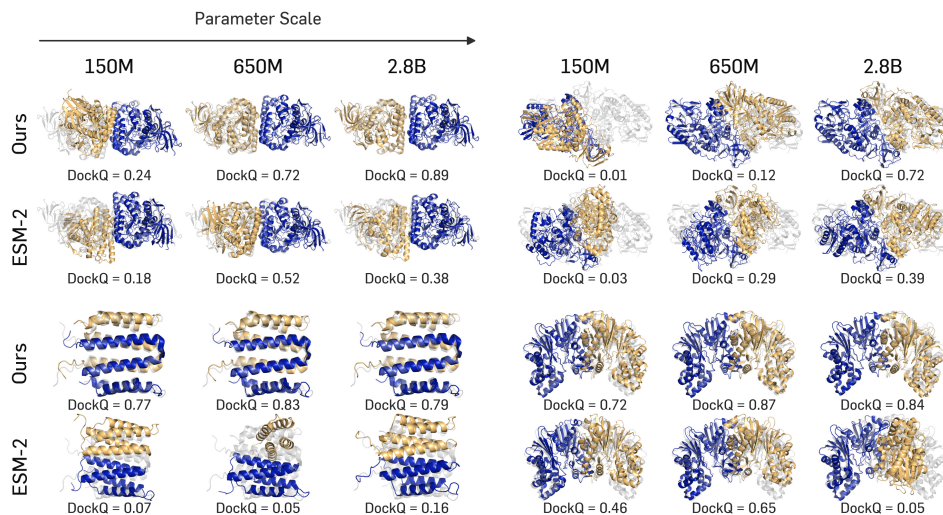 Parameter Scale
150M 650M 2.8B 150M 650M 2.8B
Ours
DockQ = 0.24 DockQ = 0.72 DockQ = 0.89 DockQ = 0.01 DockQ = 0.12 DockQ = 0.72
ESM-2
DockQ = 0.18 DockQ = 0.52 DockQ = 0.38 DockQ = 0.03 DockQ = 0.29 DockQ = 0.39
Ours
DockQ = 0.77 DockQ = 0.83 DockQ = 0.79 DockQ = 0.72 DockQ = 0.87 DockQ = 0.84
ESM-2
DockQ = 0.07 DockQ = 0.05 DockQ = 0.16 DockQ = 0.46 DockQ = 0.65 DockQ = 0.05